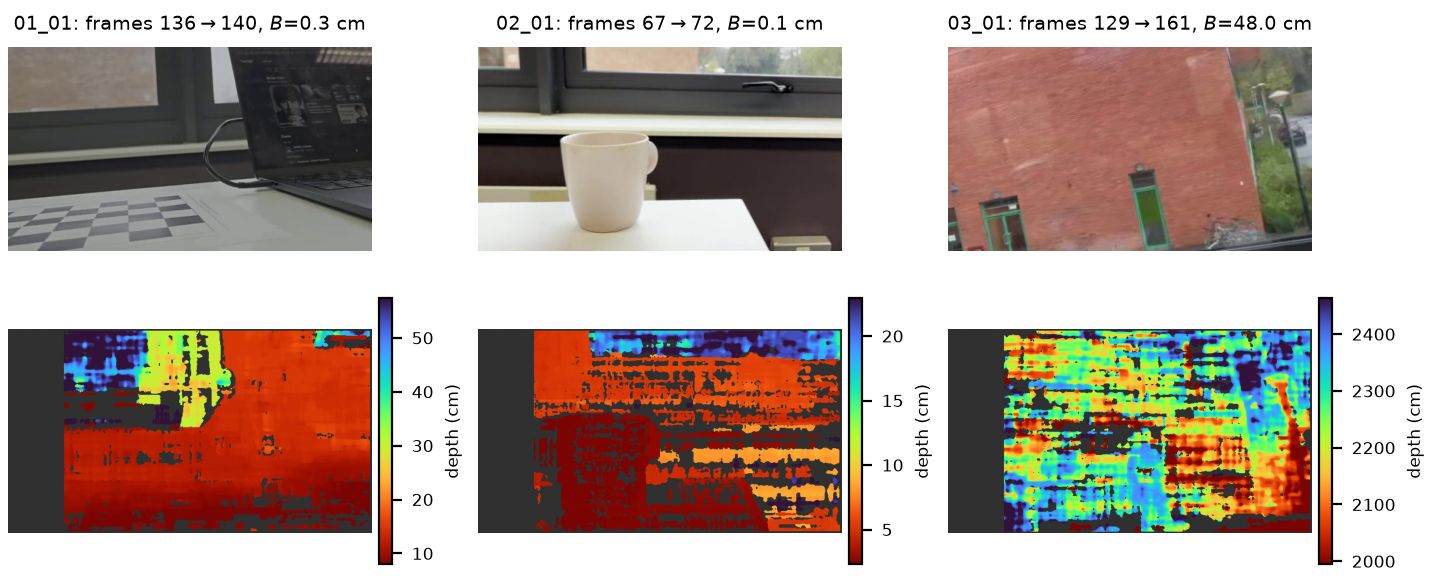 01_01: frames 136→140, B=0.3 cm
02_01: frames 67→72, B=0.1 cm
03_01: frames 129→161, B=48.0 cm
50
40
30
20
10
depth (cm)
20
15
10
5
depth (cm)
2400
2300
2200
2100
2000
depth (cm)